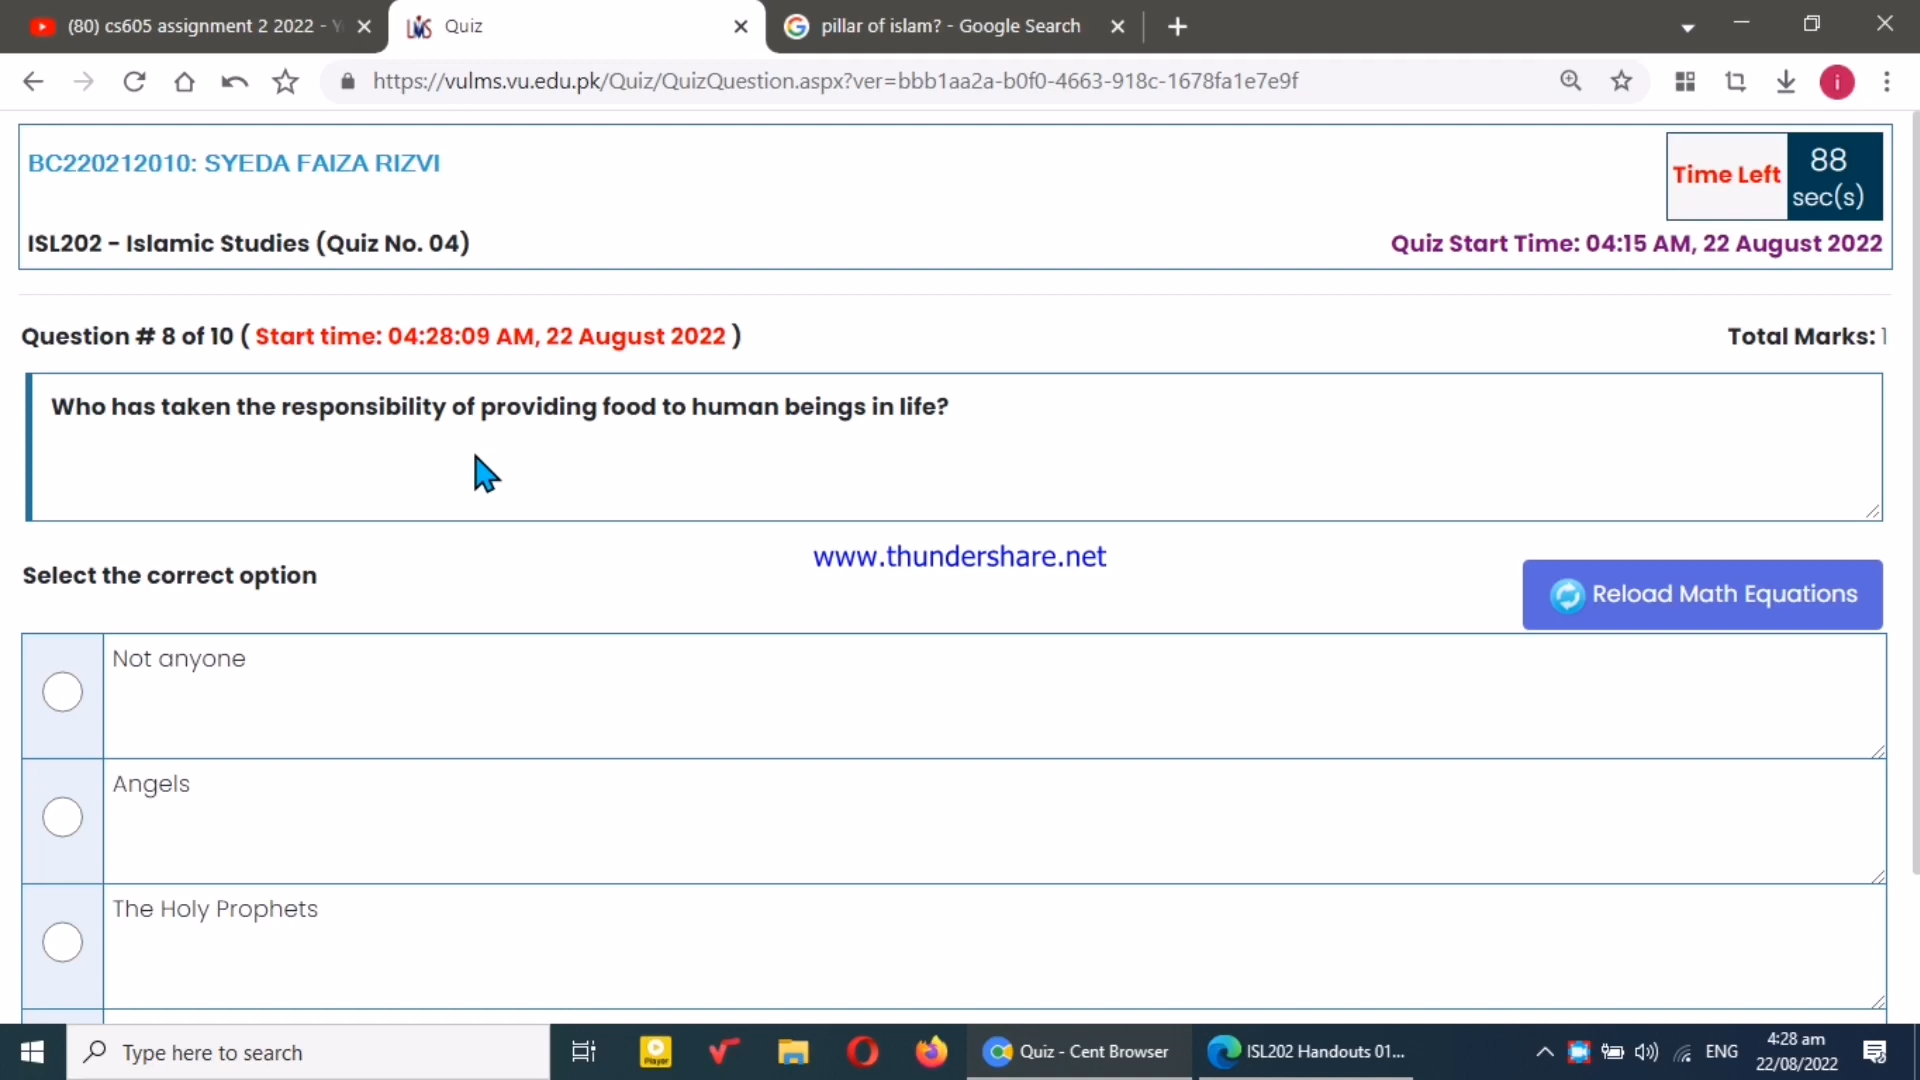 (80) cs605 assignment 2 2022 -
Quiz
pillar of islam? - Google Search
https://vulms.vu.edu.pk/Quiz/QuizQuestion.aspx?ver=bbb1aa2a-b0f0-4663-918c-1678fa1e7e9f
i
BC220212010: SYEDA FAIZA RIZVI
Time Left
88
sec(s)
ISL202 - Islamic Studies (Quiz No. 04)
Quiz Start Time: 04:15 AM, 22 August 2022
Question # 8 of 10 ( Start time: 04:28:09 AM, 22 August 2022 )
Total Marks: 1
Who has taken the responsibility of providing food to human beings in life?
www.thundershare.net
Select the correct option
Reload Math Equations
Not anyone
Angels
The Holy Prophets
Type here to search
Player
Quiz - Cent Browser
ISL202 Handouts 01...
ENG
4:28 am
22/08/2022